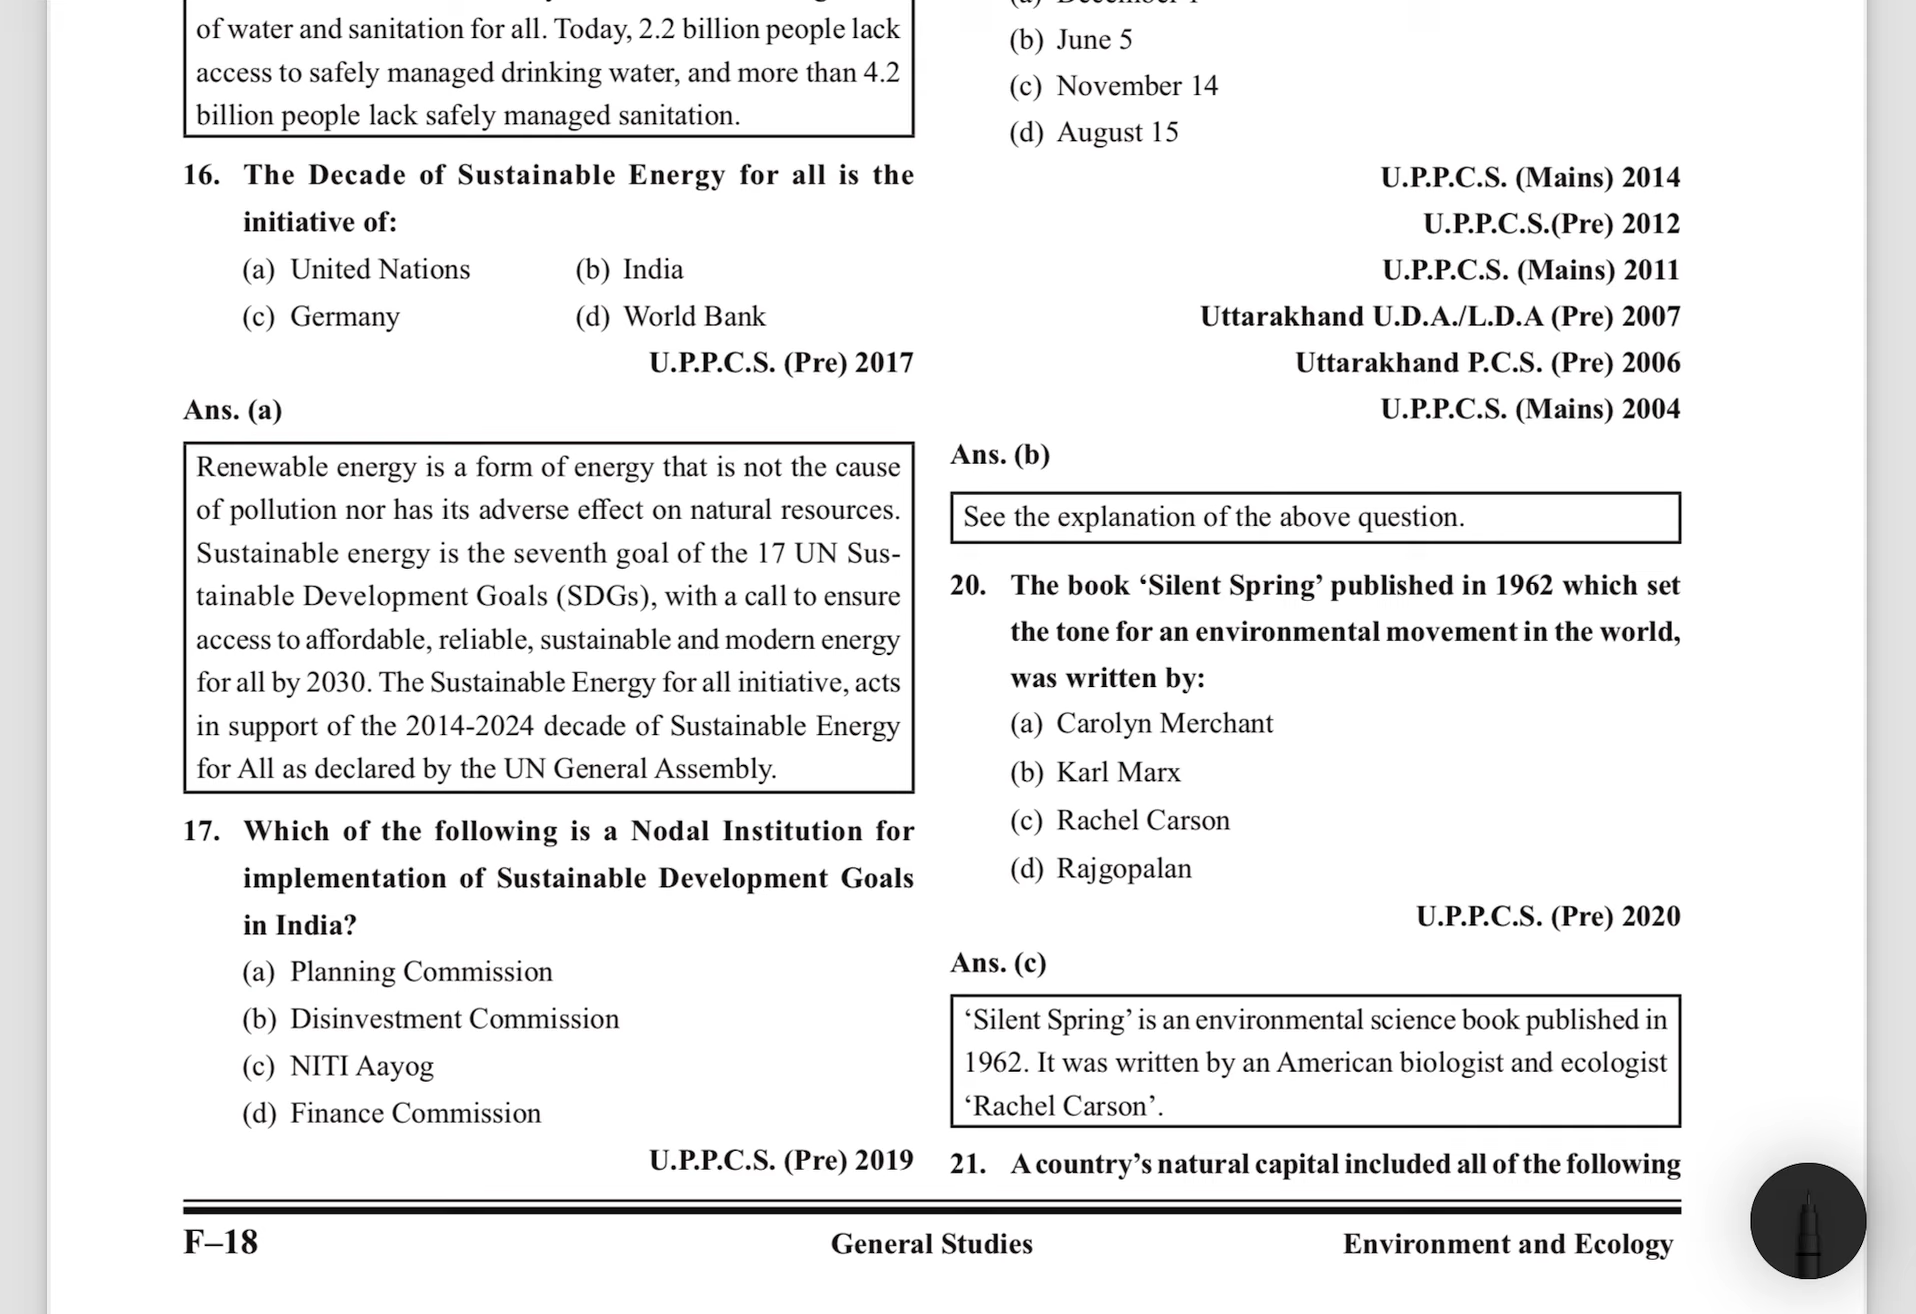 of water and sanitation for all. Today, 2.2 billion people lack
access to safely managed drinking water, and more than 4.2
billion people lack safely managed sanitation.
16. The Decade of Sustainable Energy for all is the
initiative of:
(a) United Nations (b) India
(c) Germany (d) World Bank
U.P.P.C.S. (Pre) 2017
Ans. (a)
Renewable energy is a form of energy that is not the cause
of pollution nor has its adverse effect on natural resources.
Sustainable energy is the seventh goal of the 17 UN Sus-
tainable Development Goals (SDGs), with a call to ensure
access to affordable, reliable, sustainable and modern energy
for all by 2030. The Sustainable Energy for all initiative, acts
in support of the 2014-2024 decade of Sustainable Energy
for All as declared by the UN General Assembly.
17. Which of the following is a Nodal Institution for
implementation of Sustainable Development Goals
in India?
(a) Planning Commission
(b) Disinvestment Commission
(c) NITI Aayog
(d) Finance Commission
U.P.P.C.S. (Pre) 2019
(b) June 5
(c) November 14
(d) August 15
U.P.P.C.S. (Mains) 2014
U.P.P.C.S.(Pre) 2012
U.P.P.C.S. (Mains) 2011
Uttarakhand U.D.A./L.D.A (Pre) 2007
Uttarakhand P.C.S. (Pre) 2006
U.P.P.C.S. (Mains) 2004
Ans. (b)
See the explanation of the above question.
20. The book ‘Silent Spring’ published in 1962 which set
the tone for an environmental movement in the world,
was written by:
(a) Carolyn Merchant
(b) Karl Marx
(c) Rachel Carson
(d) Rajgopalan
U.P.P.C.S. (Pre) 2020
Ans. (c)
‘Silent Spring’ is an environmental science book published in
1962. It was written by an American biologist and ecologist
‘Rachel Carson’.
21. A country’s natural capital included all of the following
F–18 General Studies Environment and Ecology